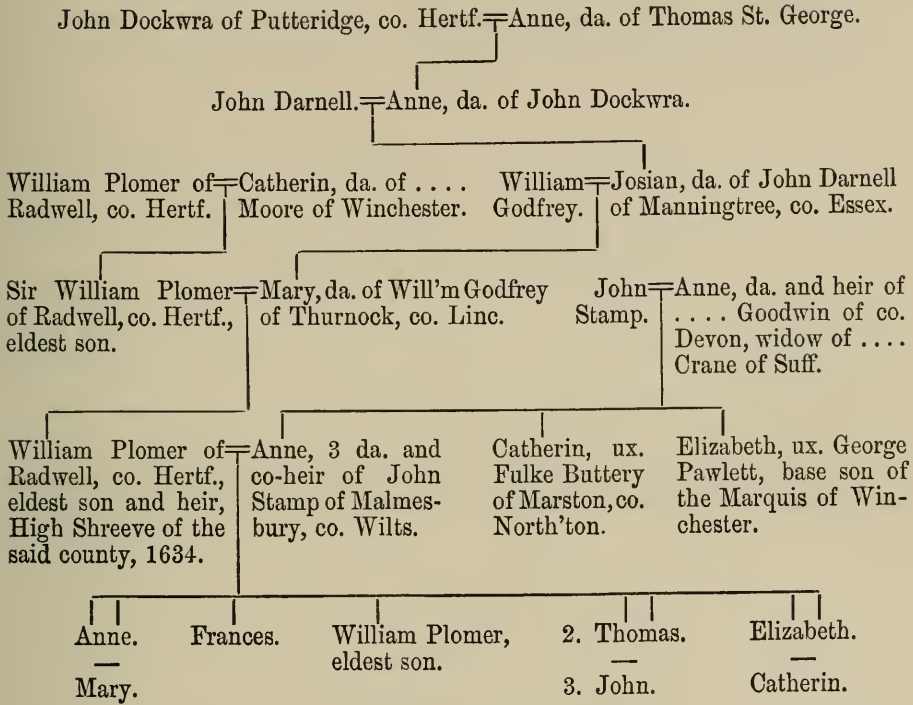 John Dockwra of Putteridge, co. Hertf.=Anne, da. of Thomas St. George.
John Darnell.=Anne, da. of John Dockwra.
William Plomer of=Catherin, da. of ....
Radwell, co. Hertf. Moore of Winchester.
William=Josian, da. of John Darnell
Godfrey. of Manningtree, co. Essex.
Sir William Plomer=Mary, da. of Will'm Godfrey
of Radwell, co. Hertf., of Thurnock, co. Linc.
eldest son.
John=Anne, da. and heir of
Stamp. .... Goodwin of co.
Devon, widow of ....
Crane of Suff.
William Plomer of=
Radwell, co. Hertf.,
eldest son and heir,
High Shreeve of the
said county, 1634.
Anne, 3 da. and
co-heir of John
Stamp of Malmes-
bury, co. Wilts.
Catherin, ux.
Fulke Buttery
of Marston, co.
North'ton.
Elizabeth, ux. George
Pawlett, base son of
the Marquis of Win-
chester.
Anne.
—
Mary.
Frances.
William Plomer,
eldest son.
2. Thomas.
—
3. John.
Elizabeth.
—
Catherin.